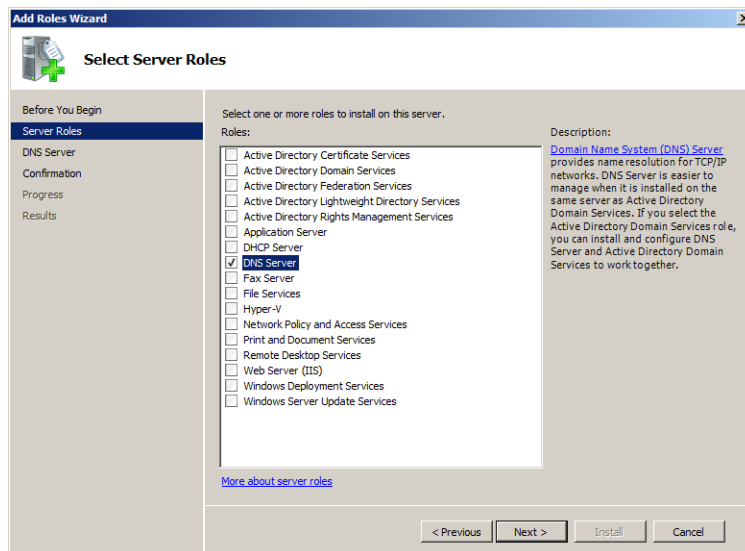 Add Roles Wizard
Select Server Roles
Before You Begin
Server Roles
DNS Server
Confirmation
Progress
Results
Select one or more roles to install on this server.
Roles:
Active Directory Certificate Services
Active Directory Domain Services
Active Directory Federation Services
Active Directory Lightweight Directory Services
Active Directory Rights Management Services
Application Server
DHCP Server
DNS Server
Fax Server
File Services
Hyper-V
Network Policy and Access Services
Print and Document Services
Remote Desktop Services
Web Server (IIS)
Windows Deployment Services
Windows Server Update Services
More about server roles
Description:
Domain Name System (DNS) Server
provides name resolution for TCP/IP
networks. DNS Server is easier to
manage when it is installed on the
same server as Active Directory
Domain Services. If you select the
Active Directory Domain Services role,
you can install and configure DNS
Server and Active Directory Domain
Services to work together.
< Previous
Next >
Install
Cancel